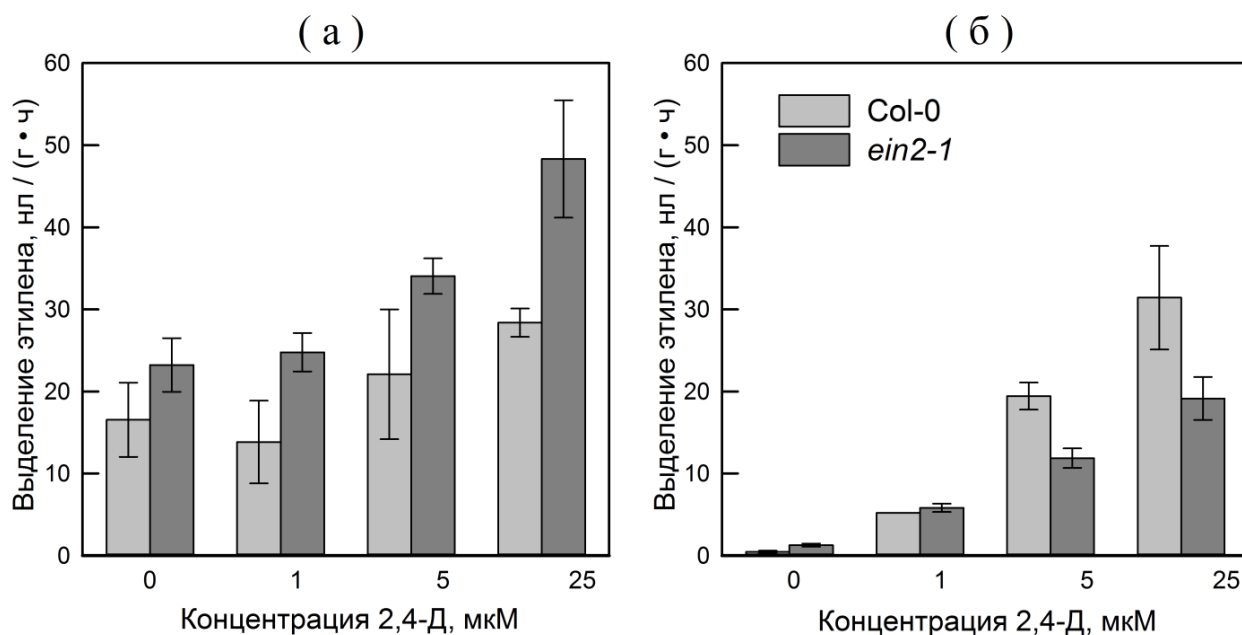 ( а )
Выделение этилена, нл / (г • ч)
60
50
40
30
20
10
0
0 1 5 25
Концентрация 2,4-Д, мкМ
( б )
Выделение этилена, нл / (г • ч)
60
50
40
30
20
10
0
Col-0
ein2-1
0 1 5 25
Концентрация 2,4-Д, мкМ